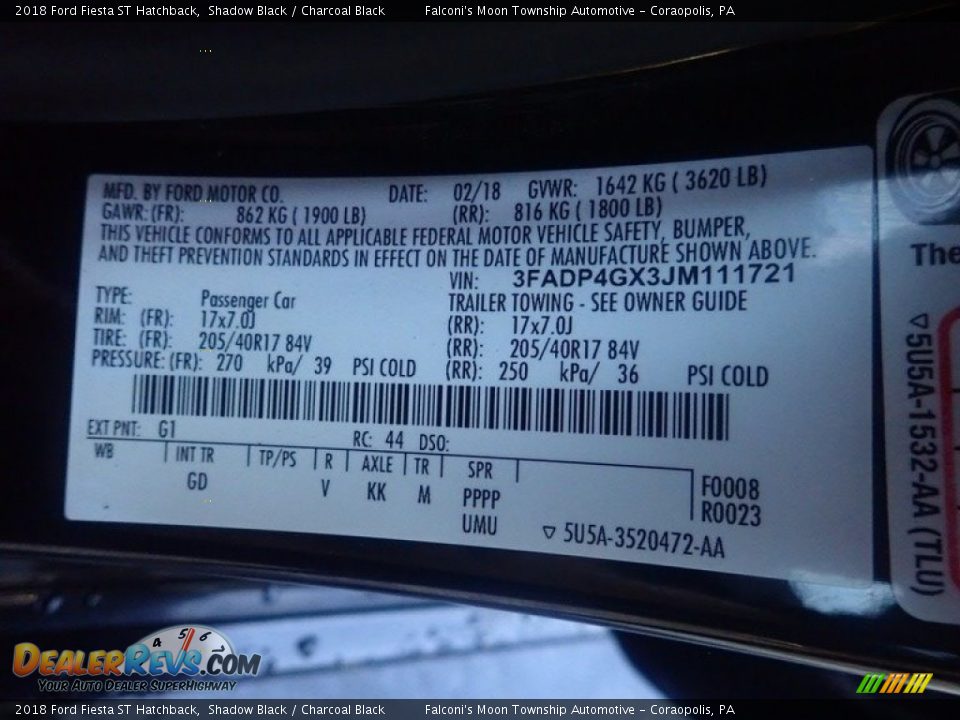 2018 Ford Fiesta ST Hatchback,  Shadow Black / Charcoal Black    Falconi's Moon Township Automotive - Coraopolis, PA
MFD. BY FORD MOTOR CO. DATE: 02/18 GVWR: 1642 KG ( 3620 LB)
GAWR: (FR): 862 KG ( 1900 LB) (RR): 816 KG ( 1800 LB)
THIS VEHICLE CONFORMS TO ALL APPLICABLE FEDERAL MOTOR VEHICLE SAFETY, BUMPER,
AND THEFT PREVENTION STANDARDS IN EFFECT ON THE DATE OF MANUFACTURE SHOWN ABOVE.
VIN: 3FADP4GX3JM111721
TYPE: Passenger Car TRAILER TOWING - SEE OWNER GUIDE
RIM: (FR): 17x7.0J (RR): 17x7.0J
TIRE: (FR): 205/40R17 84V (RR): 205/40R17 84V
PRESSURE: (FR): 270 kPa/ 39 PSI COLD (RR): 250 kPa/ 36 PSI COLD
EXT PNT: G1 RC: 44 DSO:
WB INT TR TP/PS R AXLE TR SPR
GD V KK M PPPP
UMU
F0008
R0023
▽ 5U5A-3520472-AA
The
▽5U5A-1532-AA (TLU)
4 5 6 7
DEALERREVS.COM
YOUR AUTO DEALER SUPERHIGHWAY
2018 Ford Fiesta ST Hatchback,  Shadow Black / Charcoal Black    Falconi's Moon Township Automotive - Coraopolis, PA